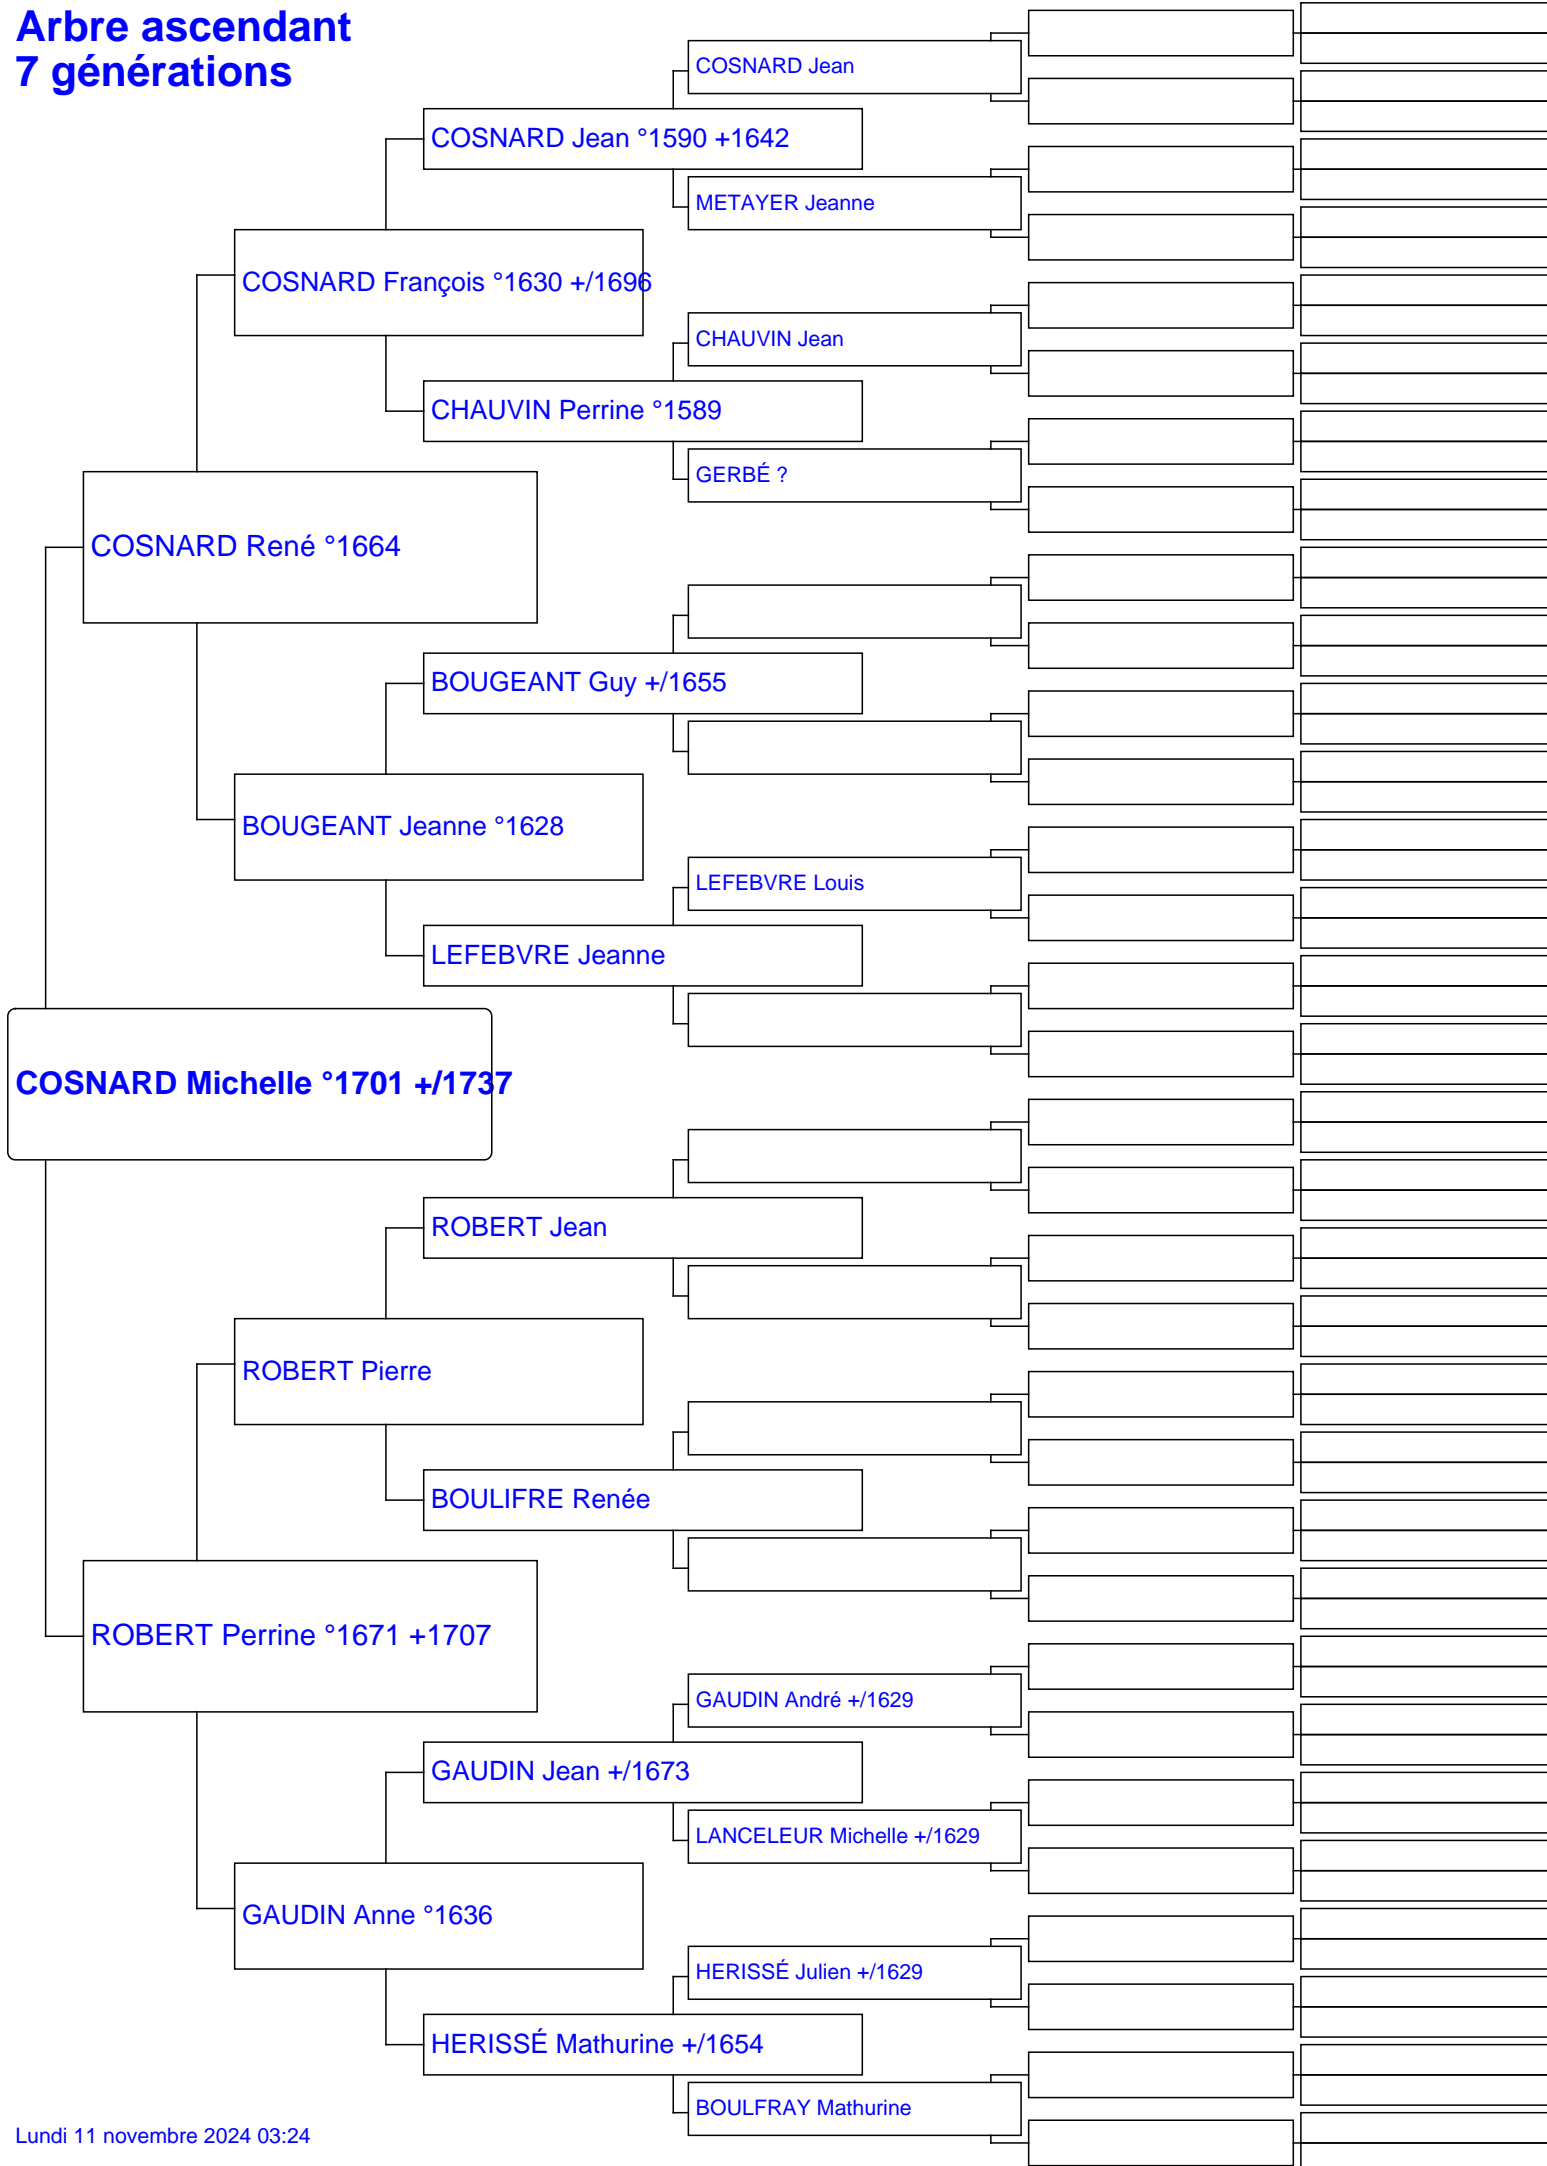 Arbre ascendant
7 générations
COSNARD Jean
COSNARD Jean °1590 +1642
METAYER Jeanne
COSNARD François °1630 +/1696
CHAUVIN Jean
CHAUVIN Perrine °1589
GERBÉ ?
COSNARD René °1664
BOUGEANT Guy +/1655
BOUGEANT Jeanne °1628
LEFEBVRE Louis
LEFEBVRE Jeanne
COSNARD Michelle °1701 +/1737
ROBERT Jean
ROBERT Pierre
BOULIFRE Renée
ROBERT Perrine °1671 +1707
GAUDIN André +/1629
GAUDIN Jean +/1673
LANCELEUR Michelle +/1629
GAUDIN Anne °1636
HERISSÉ Julien +/1629
HERISSÉ Mathurine +/1654
BOULFRAY Mathurine
Lundi 11 novembre 2024 03:24